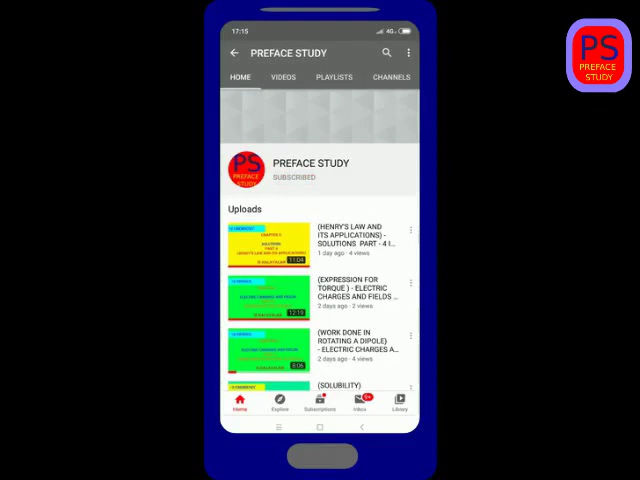 17:15
4G
PREFACE STUDY
HOME VIDEOS PLAYLISTS CHANNELS
PS
PREFACE
STUDY
PREFACE STUDY
SUBSCRIBED
Uploads
(HENRY'S LAW AND
ITS APPLICATIONS) -
SOLUTIONS PART - 4 I...
1 day ago · 4 views
11:04
(EXPRESSION FOR
TORQUE ) - ELECTRIC
CHARGES AND FIELDS ...
2 days ago · 2 views
(WORK DONE IN
ROTATING A DIPOLE)
- ELECTRIC CHARGES A...
2 days ago · 4 views
(SOLUBILITY)
Home Explore Subscriptions Inbox Library
9+
PS
PREFACE
STUDY